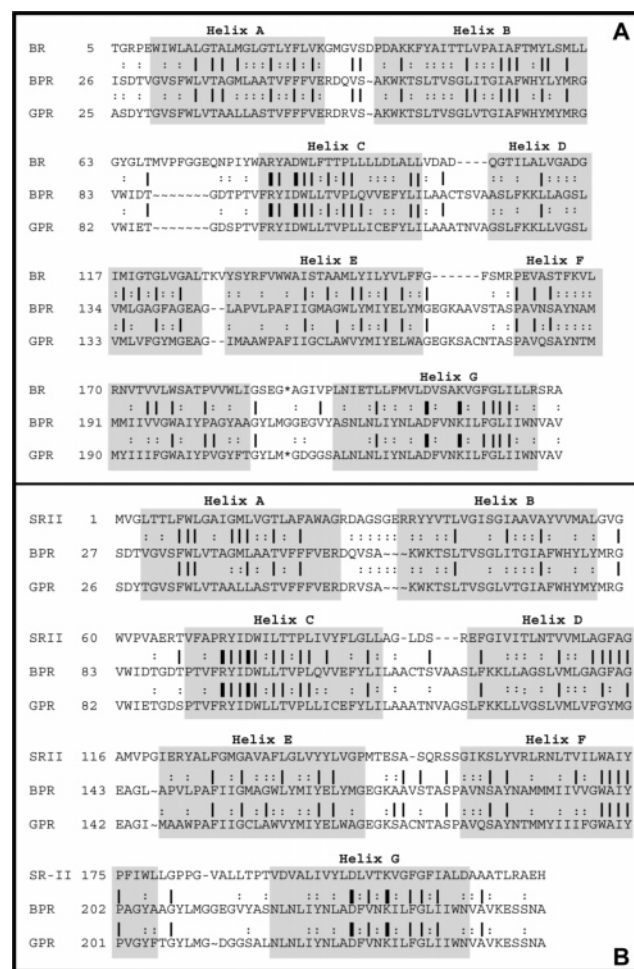 A
Helix A Helix B
BR 5 TGRPEWIWLALGTALMGLGTLYFLVKGMGVSDPDAKKFYAITTLVPAIAFTMYLSMLL
BPR 26 ISDTVGVSFWLVTAGMLAATVFFFVERDQVS~AKWKTSLTVSGLITGIAFWHYLYMRG
GPR 25 ASDYTGVSFWLVTAALLASTVFFFVERDRVS~AKWKTSLTVSGLVTGIAFWHYMYMRG
Helix C Helix D
BR 63 GYGLTMVPFGGEQNPIYWARYADWLFTTPLLLLDLALLVDAD----QGTILALVGADG
BPR 83 VWIDT~~~~~~~GDTPTVFRYIDWLLTVPLQVVEFYLILAACTSVAASLFKKLLAGSL
GPR 82 VWIET~~~~~~~GDSPTVFRYIDWLLTVPLLICEFYLILAAATNVAGSLFKKLLVGSL
Helix E Helix F
BR 117 IMIGTGLVGALTKVYSYRFVWWAISTAAMLYILYVLFFG------FSMRPEVASTFKVL
BPR 134 VMLGAGFAGEAG--LAPVLPAFIIGMAGWLYMIYELYMGEGKAAVSTASPAVNSAYNAM
GPR 133 VMLVFGYMGEAG--IMAAWPAFIIGCLAWVYMIYELWAGEGKSACNTASPAVQSAYNTM
Helix G
BR 170 RNVTVVLWSATPVVWLIGSEG*AGIVPLNIETLLFMVLDVSAKVGFGLILLRSRA
BPR 191 MMIIVVGWAIYPAGYAAGYLMGGEGVYASNLNLIYNLADFVNKILFGLIIWNVAV
GPR 190 MYIIIFGWAIYPVGYFTGYLMG*DGGSALNLNLIYNLADFVNKILFGLIIWNVAV
Helix A Helix B
SRII 1 MVGLTTLFWLGAIGMLVGTLAFAWAGRDAGSGERRYYVTLVGISGIAAVAYVVMALGVG
BPR 27 SDTVGVSFWLVTAGMLAATVFFFVERDQVSA~~~KWKTSLTVSGLITGIAFWHYLYMRG
GPR 26 SDYTGVSFWLVTAALLASTVFFFVERDRVSA~~~KWKTSLTVSGLVTGIAFWHYMYMRG
Helix C Helix D
SRII 60 WVPVAERTVFAPRYIDWILTTPLIVYFLGLLAG-LDS---REFGIVITLNTVVMLAGFAG
BPR 83 VWIDTGDTPTVFRYIDWLLTVPLQVVEFYLILAACTSVAASLFKKLLAGSLVMLGAGFAG
GPR 82 VWIETGDSPTVFRYIDWLLTVPLLICEFYLILAAATNVAGSLFKKLLVGSLVMLVFGYMG
Helix E Helix F
SRII 116 AMVPGIERYALFGMGAVAFLGLVYYLVGPMTESA-SQRSSGIKSLYVRLRNLTVILWAIY
BPR 143 EAGL~APVLPAFIIGMAGWLYMIYELYMGEGKAAVSTASPAVNSAYNAMMMIIVVGWAIY
GPR 142 EAGI~MAAWPAFIIGCLAWVYMIYELWAGEGKSACNTASPAVQSAYNTMMYIIIFGWAIY
Helix G
SR-II 175 PFIWLLGPPG-VALLTPTVDVALIVYLDLVTKVGFGFIALDAAATLRAEH
BPR 202 PAGYAAGYLMGGEGVYASNLNLIYNLADFVNKILFGLIIWNVAVKESSNA
GPR 201 PVGYFTGYLMG~DGGSALNLNLIYNLADFVNKILFGLIIWNVAVKESSNA
B